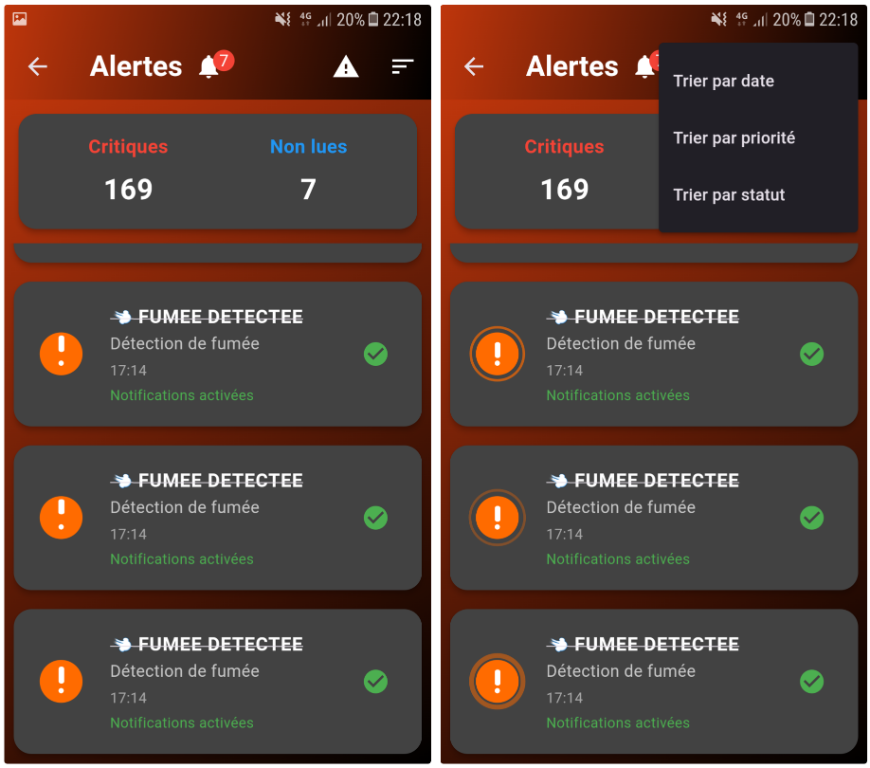 4G 20% 22:18
Alertes 7
Critiques Non lues
169 7
FUMEE DETECTEE
Détection de fumée
17:14
Notifications activées
FUMEE DETECTEE
Détection de fumée
17:14
Notifications activées
FUMEE DETECTEE
Détection de fumée
17:14
Notifications activées
4G 20% 22:18
Alertes
Trier par date
Trier par priorité
Trier par statut
Critiques
169
FUMEE DETECTEE
Détection de fumée
17:14
Notifications activées
FUMEE DETECTEE
Détection de fumée
17:14
Notifications activées
FUMEE DETECTEE
Détection de fumée
17:14
Notifications activées